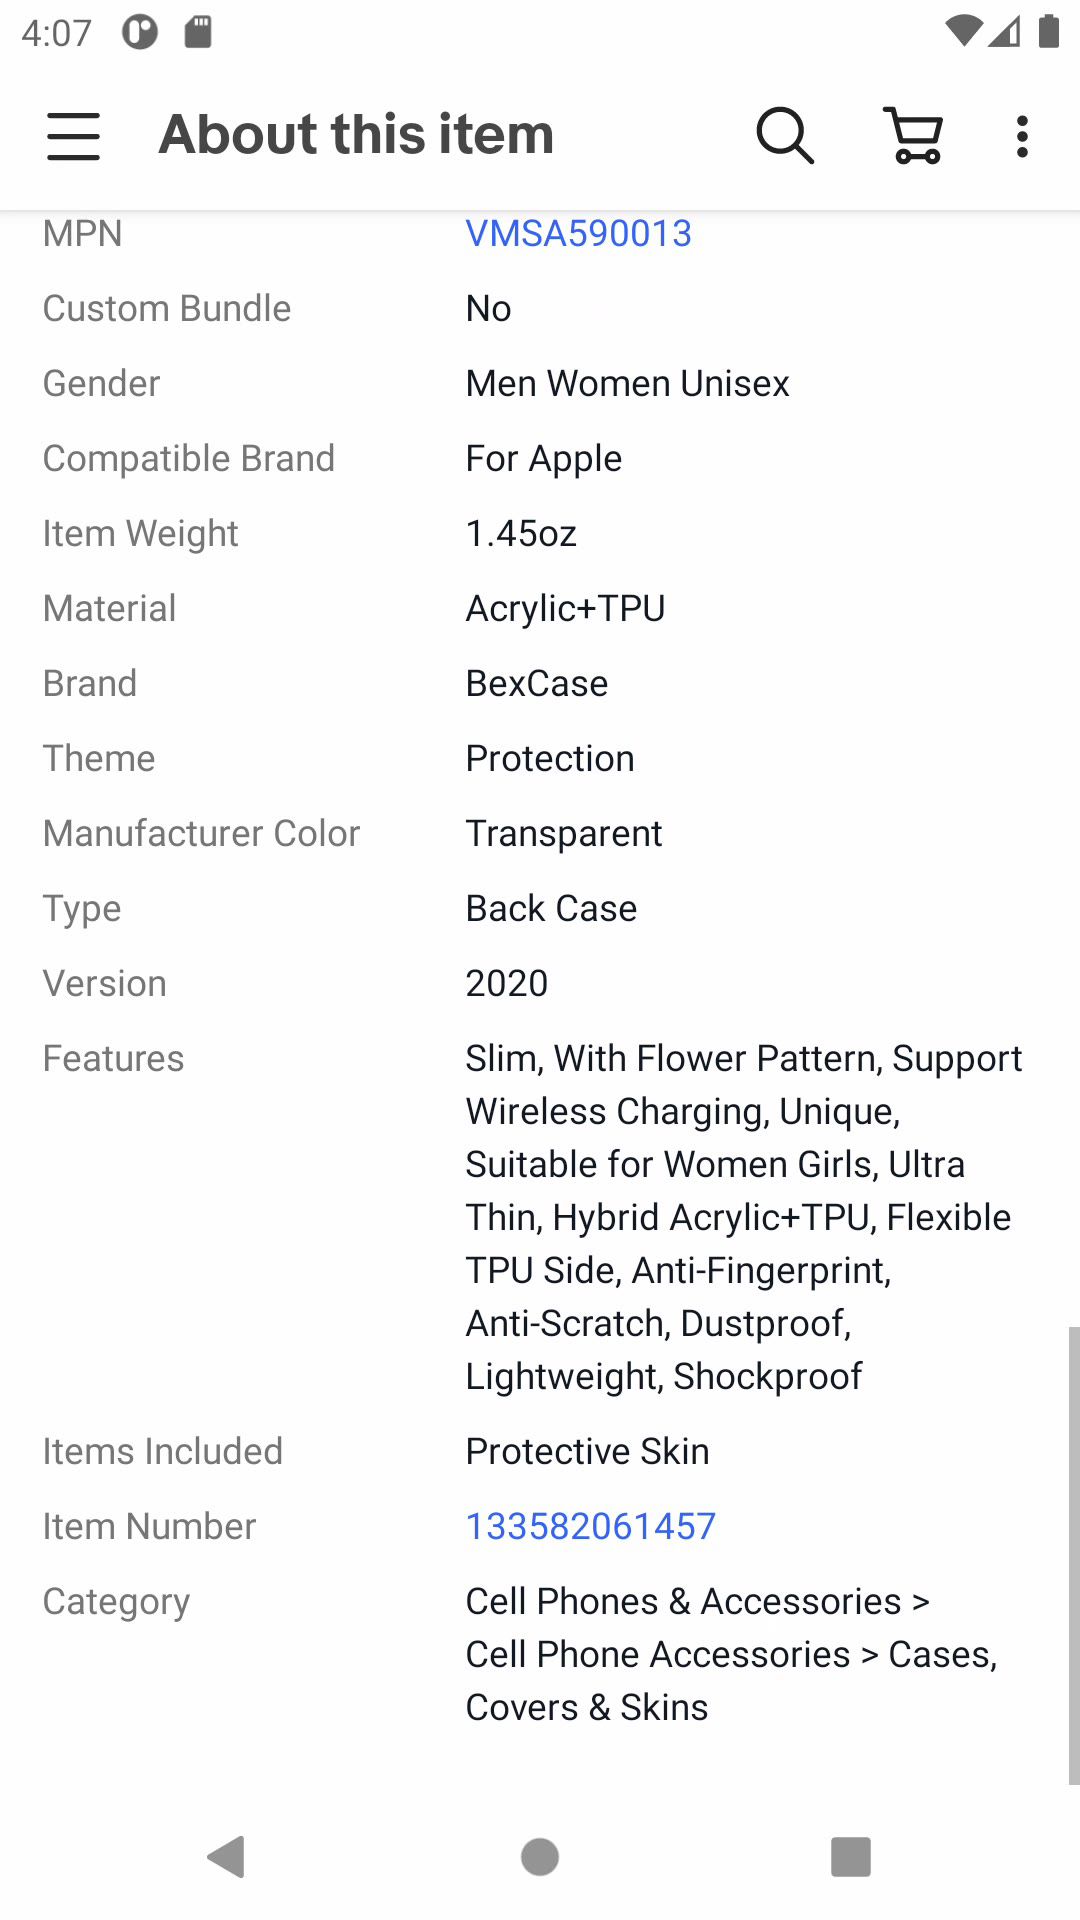 4:07
About this item
MPN VMSA590013
Custom Bundle No
Gender Men Women Unisex
Compatible Brand For Apple
Item Weight 1.45oz
Material Acrylic+TPU
Brand BexCase
Theme Protection
Manufacturer Color Transparent
Type Back Case
Version 2020
Features Slim, With Flower Pattern, Support
Wireless Charging, Unique,
Suitable for Women Girls, Ultra
Thin, Hybrid Acrylic+TPU, Flexible
TPU Side, Anti-Fingerprint,
Anti-Scratch, Dustproof,
Lightweight, Shockproof
Items Included Protective Skin
Item Number 133582061457
Category Cell Phones & Accessories >
Cell Phone Accessories > Cases,
Covers & Skins